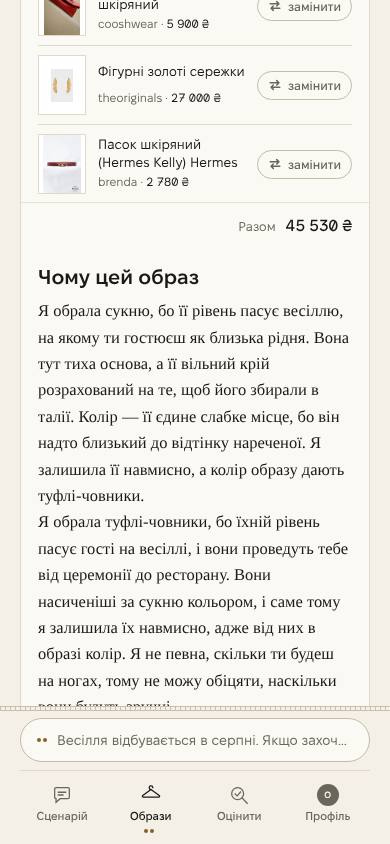 шкіряний
cooshwear · 5 900 ₴
замінити
Фігурні золоті сережки
theoriginals · 27 000 ₴
замінити
Пасок шкіряний
(Hermes Kelly) Hermes
brenda · 2 780 ₴
замінити
Разом 45 530 ₴
Чому цей образ
Я обрала сукню, бо її рівень пасує весіллю,
на якому ти гостюєш як близька рідня. Вона
тут тиха основа, а її вільний крій
розрахований на те, щоб його збирали в
талії. Колір — її єдине слабке місце, бо він
надто близький до відтінку нареченої. Я
залишила її навмисно, а колір образу дають
туфлі-човники.
Я обрала туфлі-човники, бо їхній рівень
пасує гості на весіллі, і вони проведуть тебе
від церемонії до ресторану. Вони
насиченіші за сукню кольором, і саме тому
я залишила їх навмисно, адже від них в
образі колір. Я не певна, скільки ти будеш
на ногах, тому не можу обіцяти, наскільки
вони будуть зручні.
Весілля відбувається в серпні. Якщо захоч...
Сценарій
Образи
Оцінити
О
Профіль